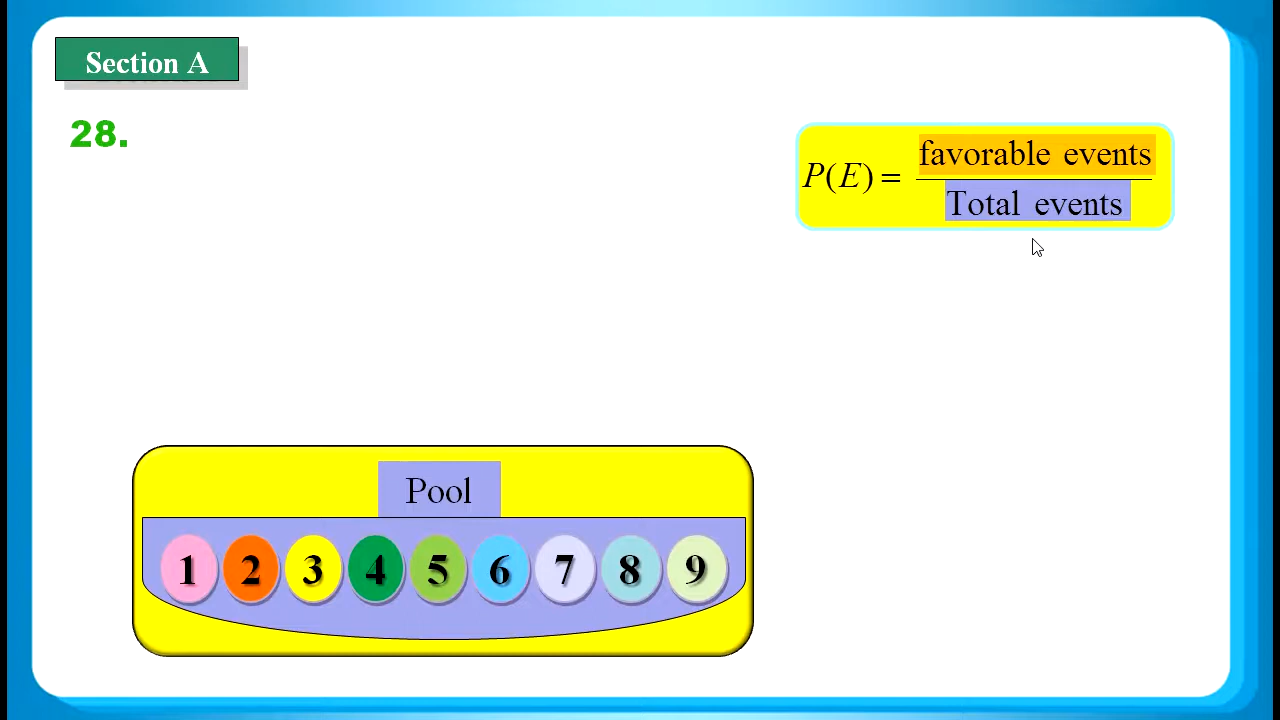 Section A
28.
P(E) = favorable events
Total events
Pool
1 2 3 4 5 6 7 8 9